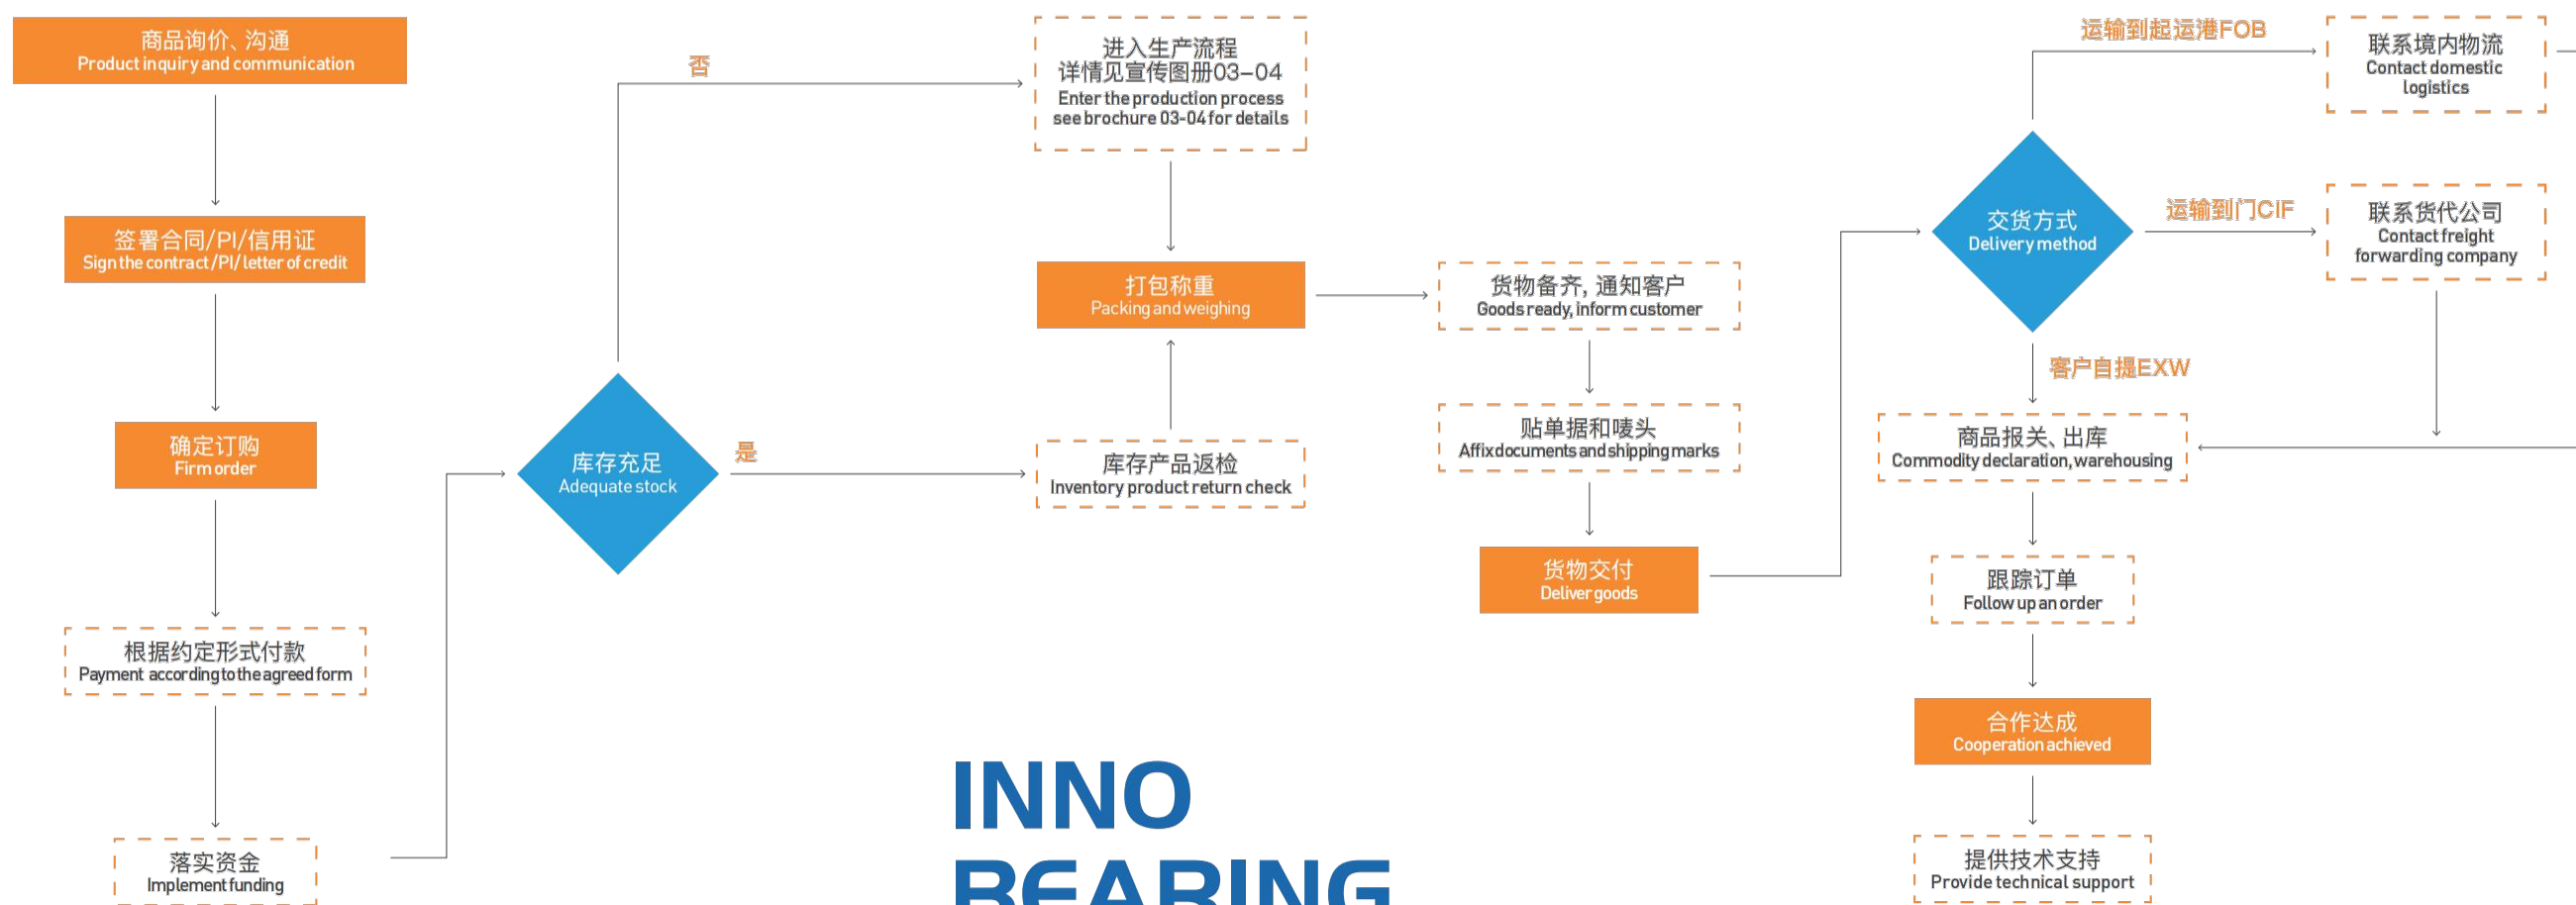 商品询价、沟通
Product inquiry and communication
签署合同/PI/信用证
Sign the contract /PI/ letter of credit
确定订购
Firm order
根据约定形式付款
Payment according to the agreed form
落实资金
Implement funding
库存充足
Adequate stock
否
是
进入生产流程
详情见宣传图册03-04
Enter the production process
see brochure 03-04 for details
打包称重
Packing and weighing
库存产品返检
Inventory product return check
货物备齐, 通知客户
Goods ready, inform customer
贴单据和唛头
Affix documents and shipping marks
货物交付
Deliver goods
交货方式
Delivery method
运输到起运港FOB
联系境内物流
Contact domestic
logistics
运输到门CIF
联系货代公司
Contact freight
forwarding company
客户自提EXW
商品报关、出库
Commodity declaration, warehousing
跟踪订单
Follow up an order
合作达成
Cooperation achieved
提供技术支持
Provide technical support
INNO
BEARING